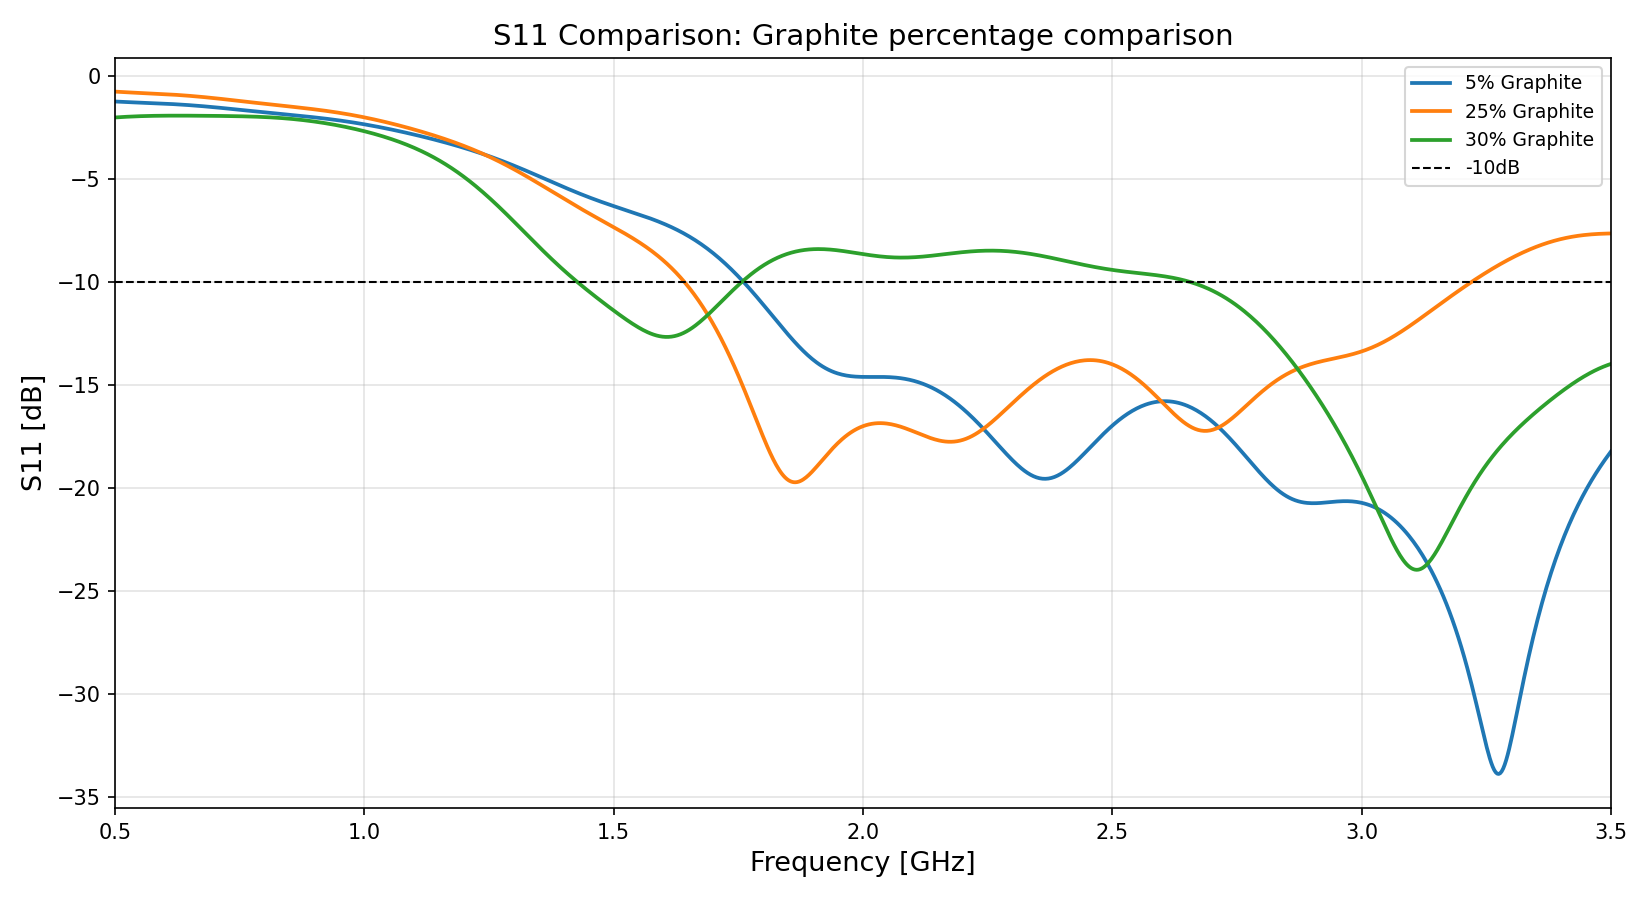 S11 Comparison: Graphite percentage comparison
5% Graphite
25% Graphite
30% Graphite
-10dB
S11 [dB]
0
−5
−10
−15
−20
−25
−30
−35
0.5 1.0 1.5 2.0 2.5 3.0 3.5
Frequency [GHz]